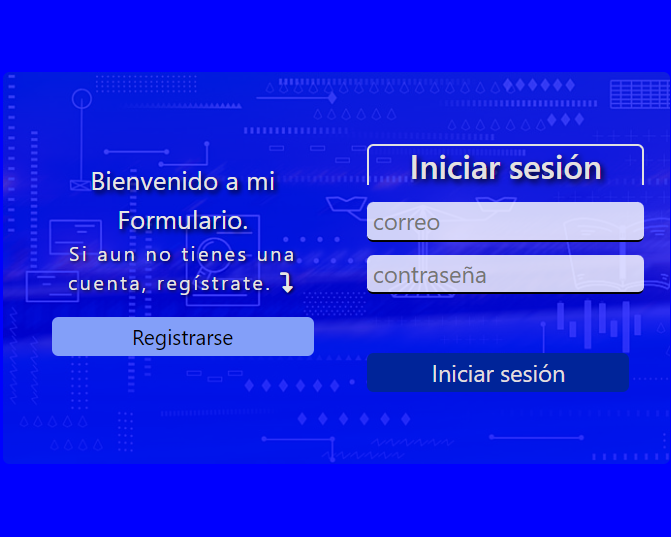 Bienvenido a mi
Formulario.
Si aun no tienes una
cuenta, regístrate.
Registrarse
Iniciar sesión
correo
contraseña
Iniciar sesión